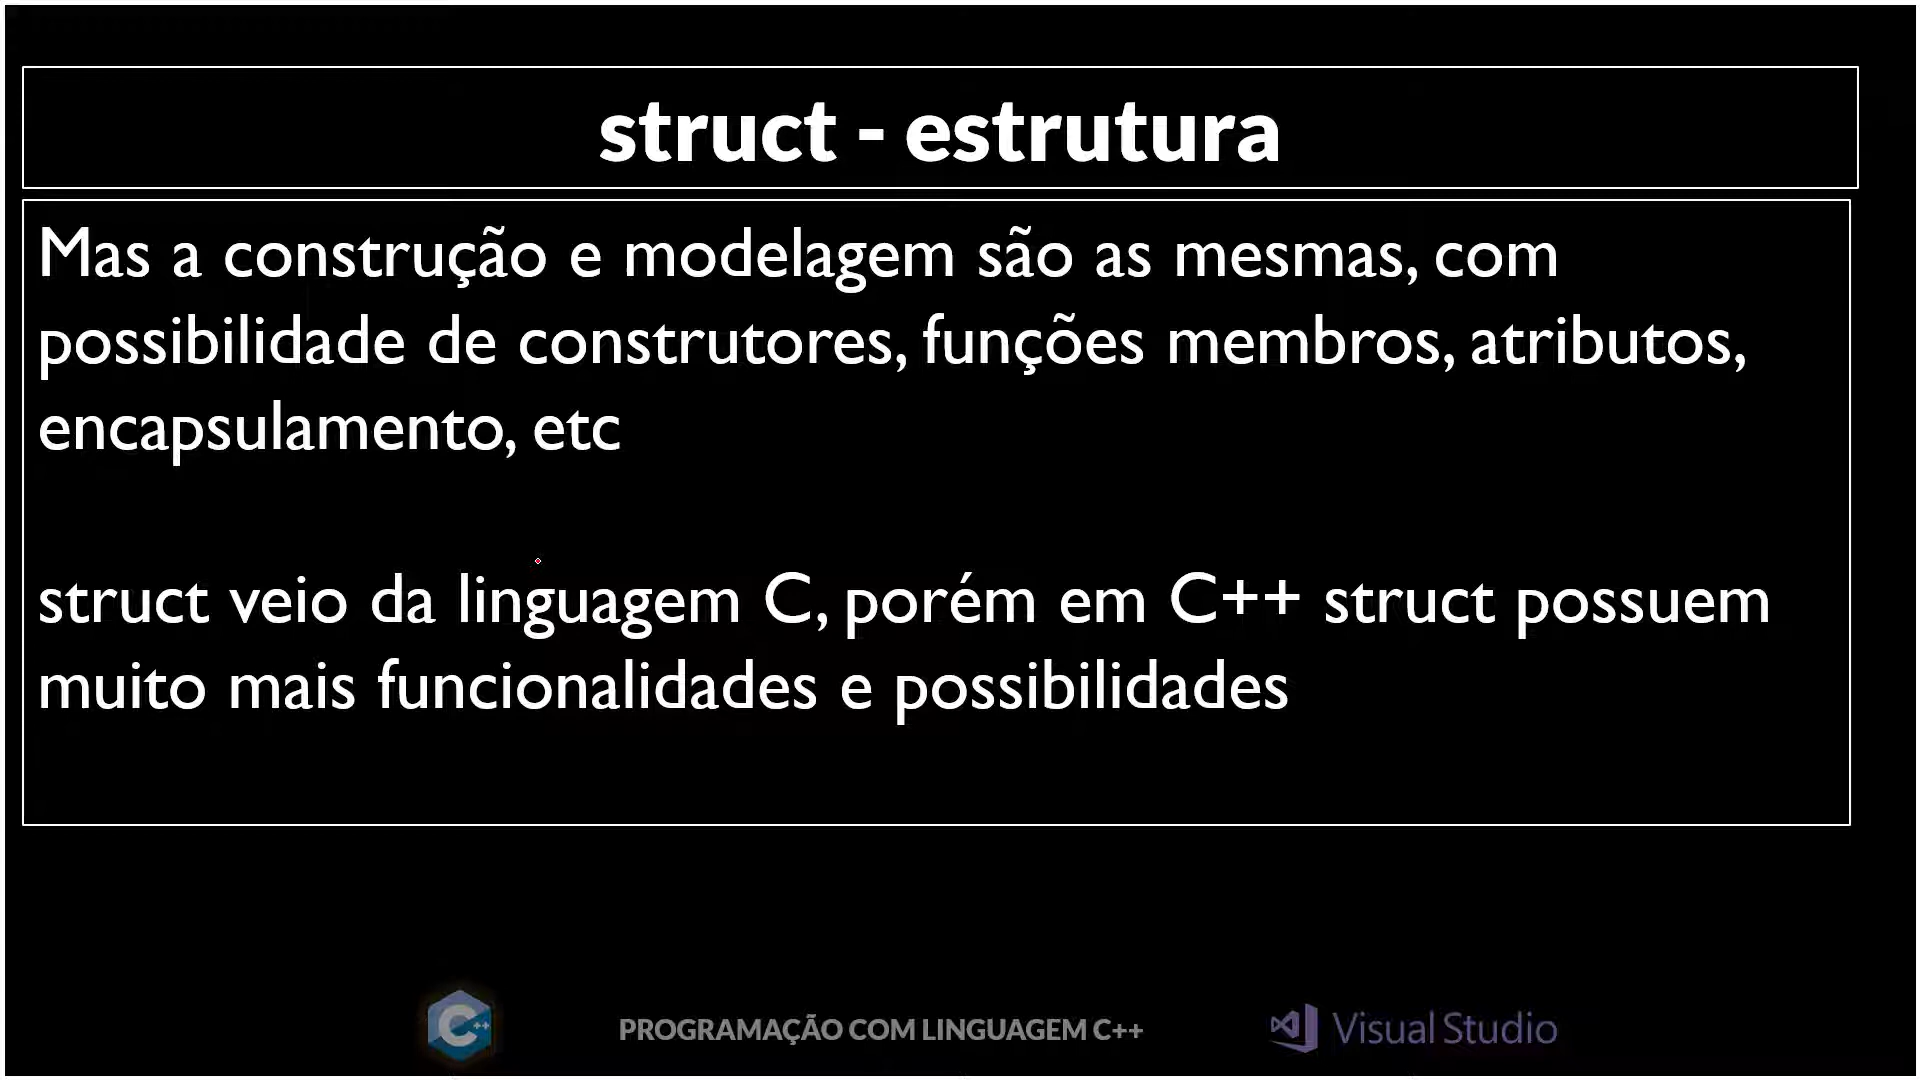 struct - estrutura
Mas a construção e modelagem são as mesmas, com
possibilidade de construtores, funções membros, atributos,
encapsulamento, etc
struct veio da linguagem C, porém em C++ struct possuem
muito mais funcionalidades e possibilidades
C++ PROGRAMAÇÃO COM LINGUAGEM C++ Visual Studio